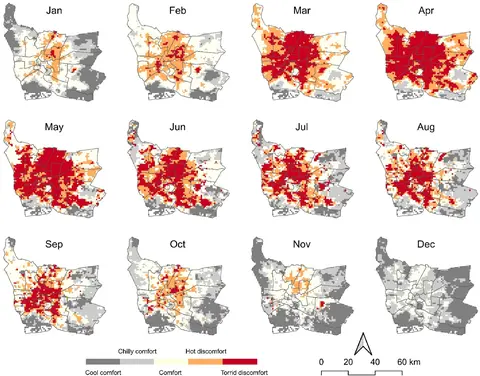 Jan Feb Mar Apr
May Jun Jul Aug
Sep Oct Nov Dec
Chilly comfort Hot discomfort
Cool comfort Comfort Torrid discomfort
0 20 40 60 km